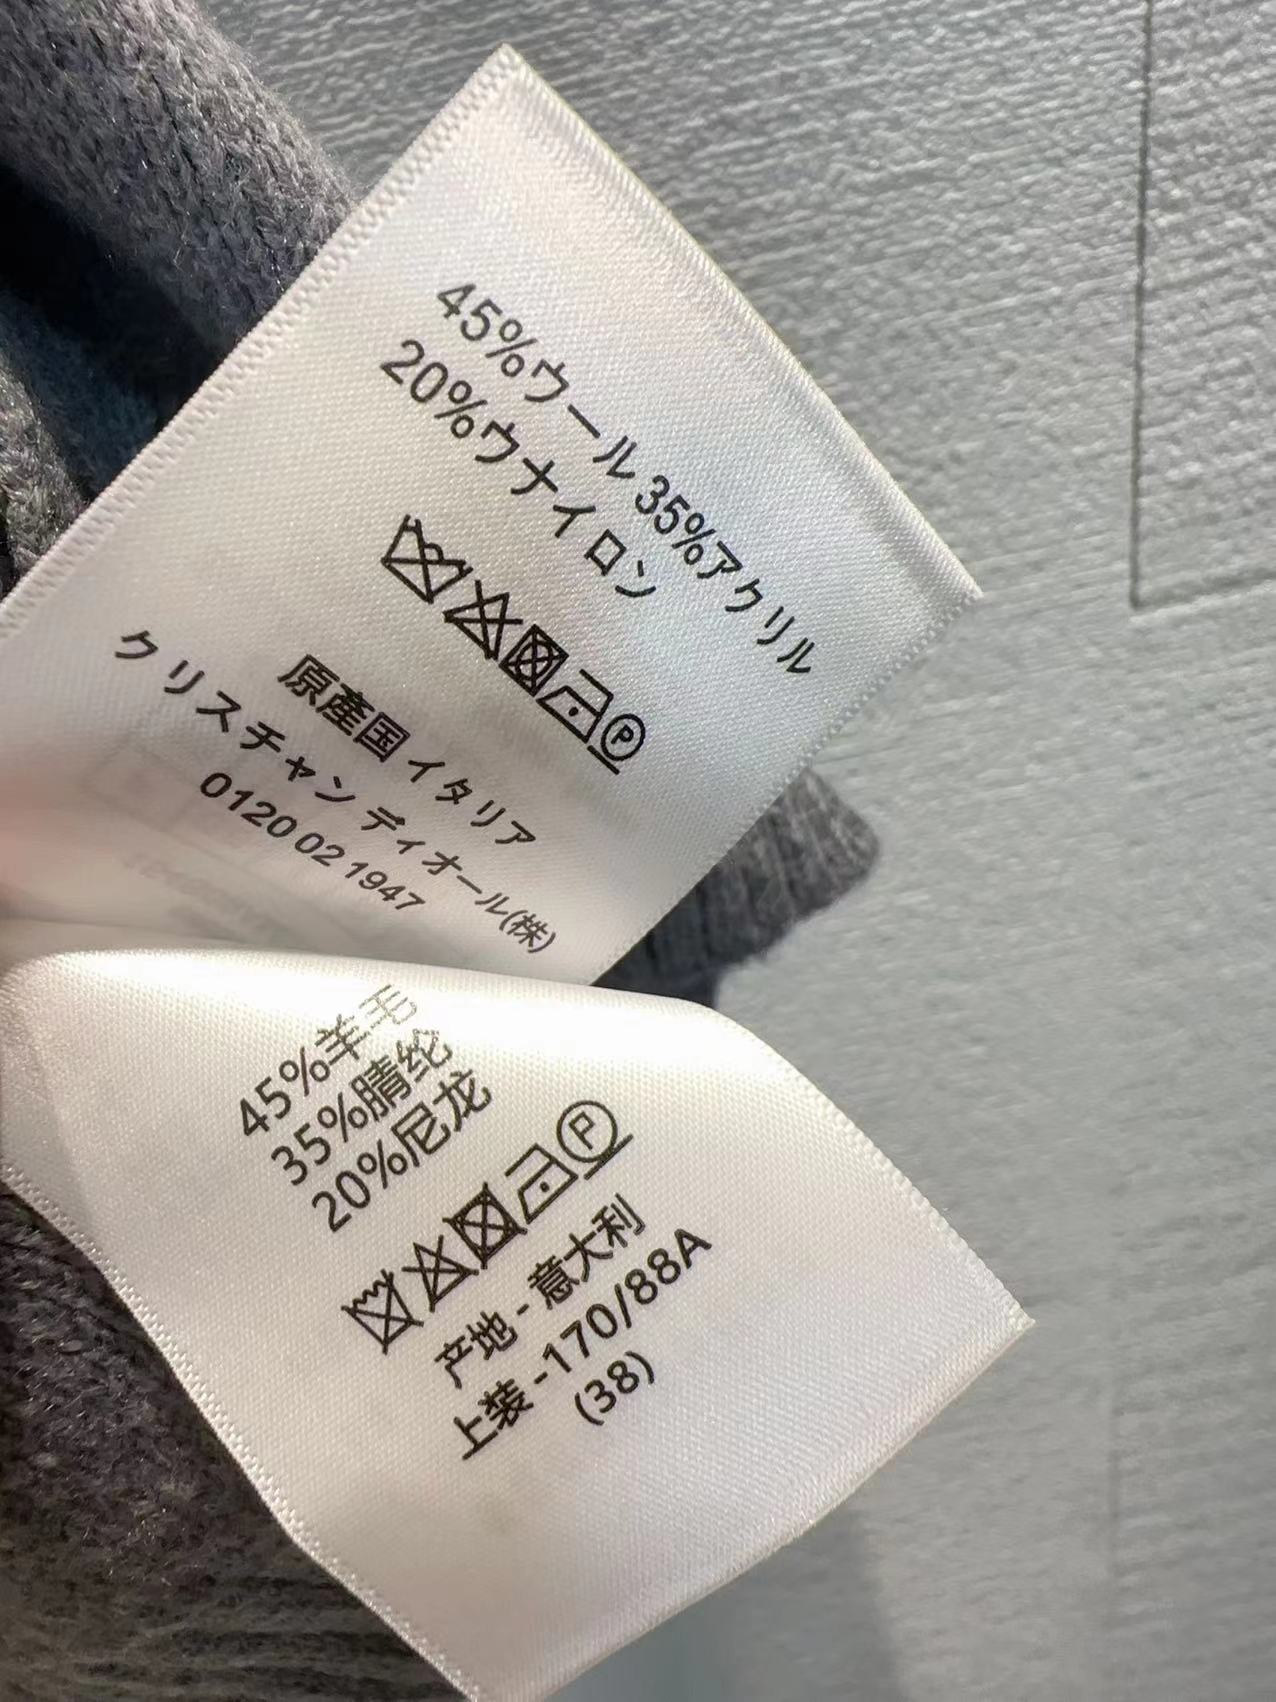 45%ウール 35%アクリル
20%ウナイロン
P
原產国 イタリア
クリスチャン ディオール(株)
0120 02 1947
45%羊毛
35%腈纶
20%尼龙
P
产地 - 意大利
上装 -170/88A
(38)